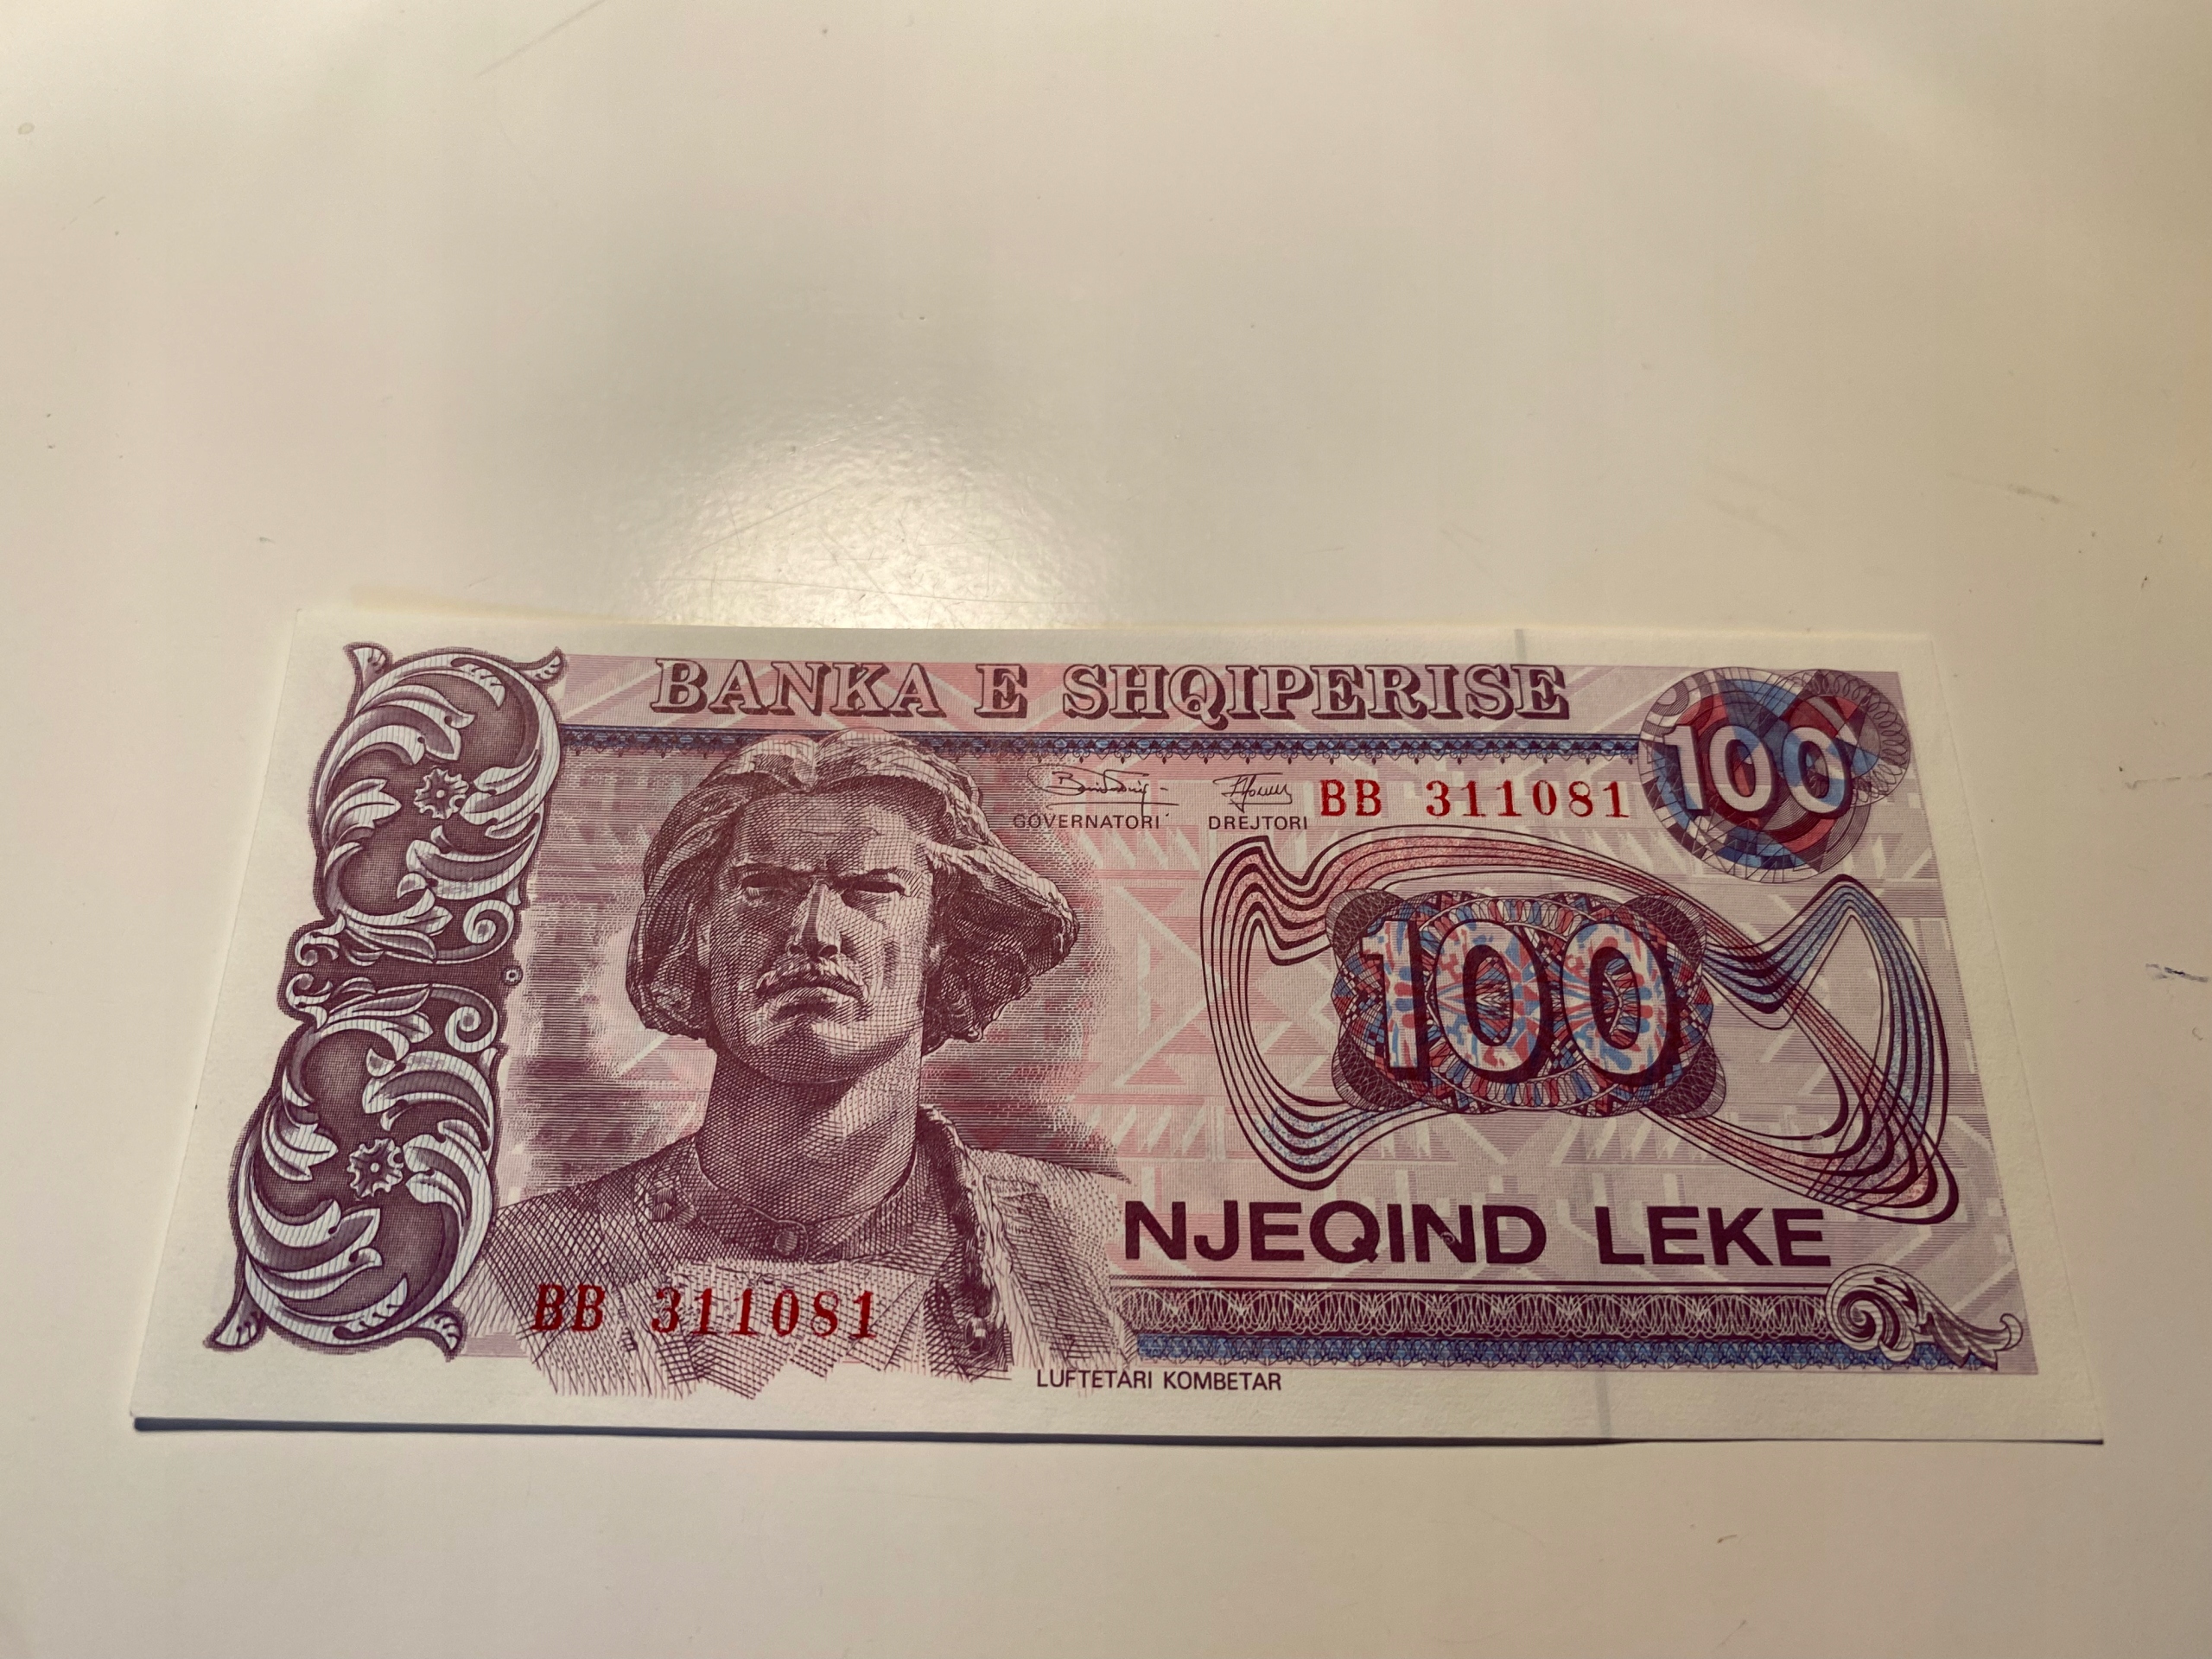 BANKA E SHQIPERISE
100
GOVERNATORI
DREJTORI
BB 311081
100
NJEQIND LEKE
BB 311081
LUFTETARI KOMBETAR